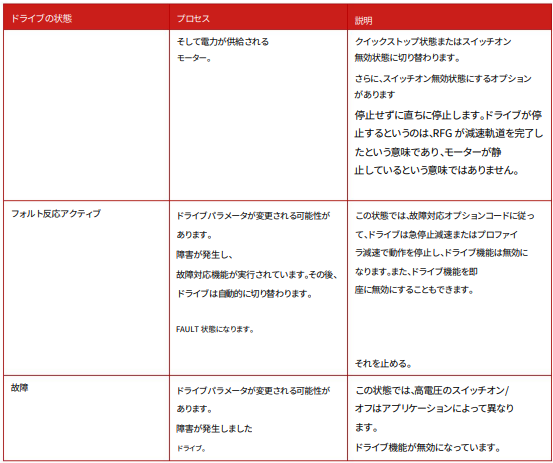 ドライブの状態
プロセス
説明
そして電力が供給される
モーター。
クイックストップ状態またはスイッチオン
無効状態に切り替わります。
さらに、スイッチオン無効状態にするオプション
があります
停止せずに直ちに停止します。ドライブが停
止するというのは、RFG が減速軌道を完了し
たという意味であり、モーターが静
止しているという意味ではありません。
フォルト反応アクティブ
ドライブパラメータが変更される可能性が
あります。
障害が発生し、
故障対応機能が実行されています。その後、
ドライブは自動的に切り替わります。
FAULT 状態になります。
この状態では、故障対応オプションコードに従っ
て、ドライブは急停止減速またはプロファイ
ラ減速で動作を停止し、ドライブ機能は無効に
なります。また、ドライブ機能を即
座に無効にすることもできます。
それを止める。
故障
ドライブパラメータが変更される可能性が
あります。
障害が発生しました
ドライブ。
この状態では、高電圧のスイッチオン/
オフはアプリケーションによって異なり
ます。
ドライブ機能が無効になっています。